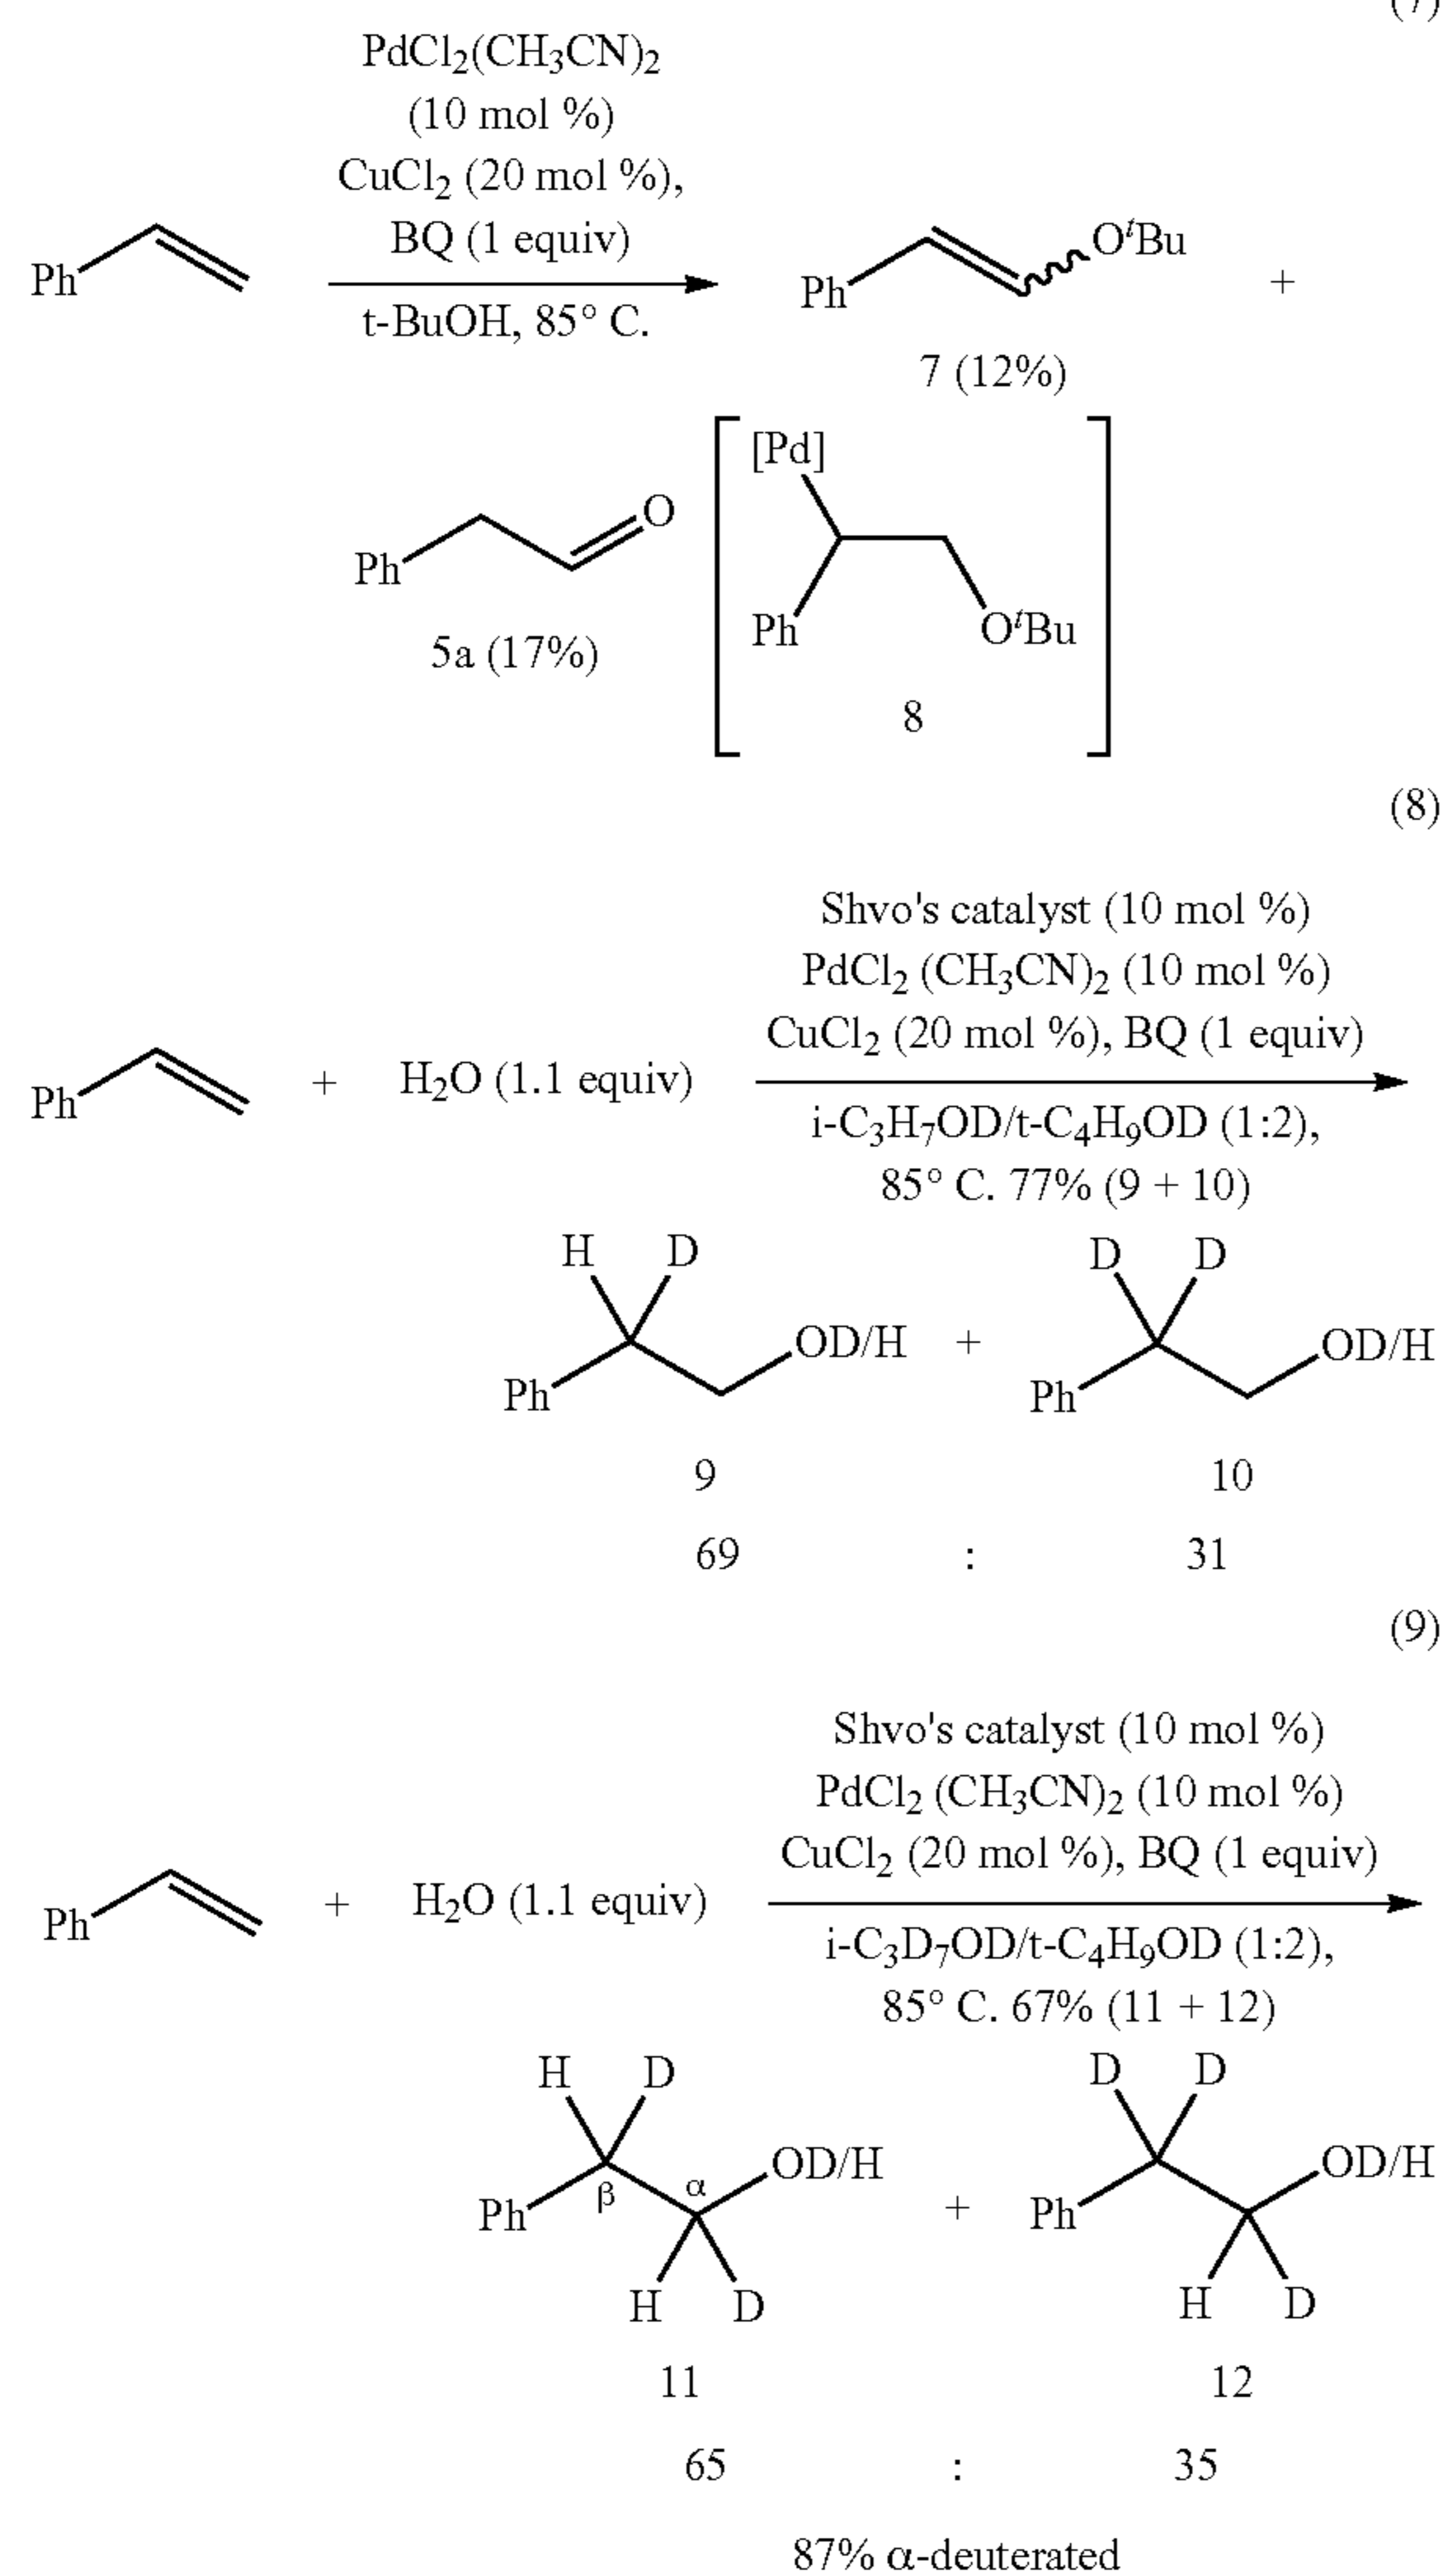 (7)
PdCl2(CH3CN)2
(10 mol %)
CuCl2 (20 mol %),
BQ (1 equiv)
t-BuOH, 85° C.
Ph
Ph
OᵗBu
+
7 (12%)
Ph
O
5a (17%)
[Pd]
Ph
OᵗBu
8
(8)
Shvo's catalyst (10 mol %)
PdCl2 (CH3CN)2 (10 mol %)
CuCl2 (20 mol %), BQ (1 equiv)
Ph + H2O (1.1 equiv)
i-C3H7OD/t-C4H9OD (1:2),
85° C. 77% (9 + 10)
H D D D
OD/H + OD/H
Ph Ph
9 10
69 : 31
(9)
Shvo's catalyst (10 mol %)
PdCl2 (CH3CN)2 (10 mol %)
CuCl2 (20 mol %), BQ (1 equiv)
Ph + H2O (1.1 equiv)
i-C3D7OD/t-C4H9OD (1:2),
85° C. 67% (11 + 12)
H D D D
α OD/H + OD/H
Ph β Ph
H D H D
11 12
65 : 35
87% α-deuterated